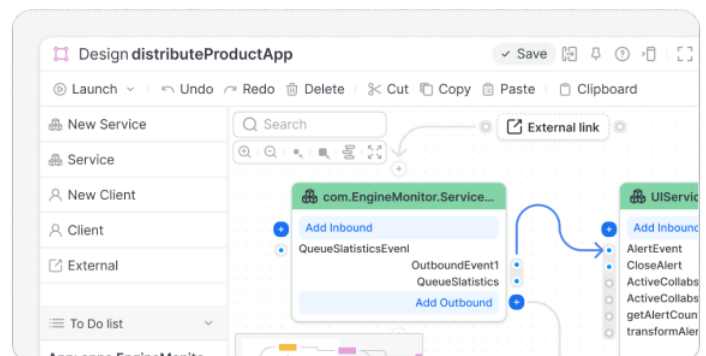 Design distributeProductApp
Save
Launch Undo Redo Delete Cut Copy Paste Clipboard
New Service
Service
New Client
Client
External
To Do list
Search
External link
com.EngineMonitor.Service...
Add Inbound
QueueSlatisticsEvenl
OutboundEvent1
QueueSlatistics
Add Outbound
UIServic
Add Inbound
AlertEvent
CloseAlert
ActiveCollabs
ActiveCollabs
getAlertCoun
transformAler